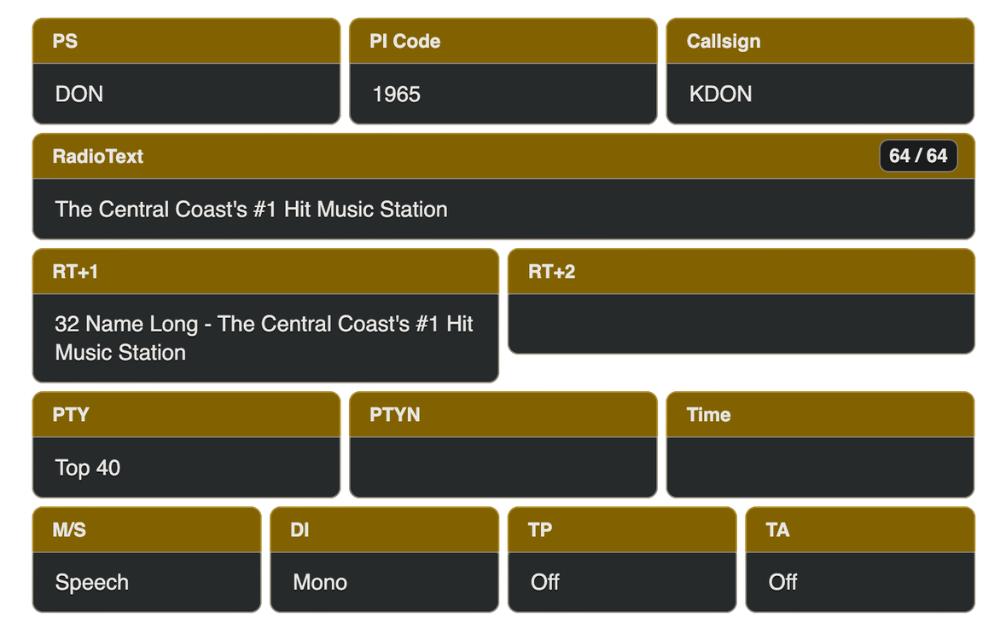 PS
PI Code
Callsign
DON
1965
KDON
RadioText
64 / 64
The Central Coast's #1 Hit Music Station
RT+1
RT+2
32 Name Long - The Central Coast's #1 Hit
Music Station
PTY
PTYN
Time
Top 40
M/S
DI
TP
TA
Speech
Mono
Off
Off